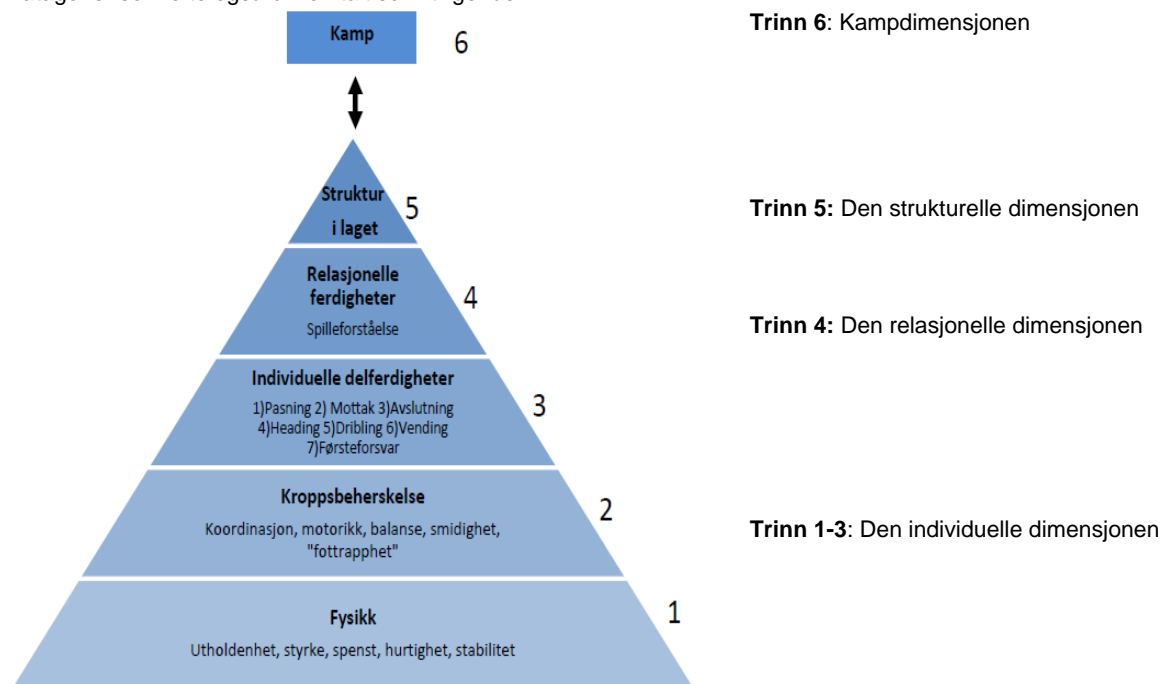 Kamp
6
Trinn 6: Kampdimensjonen
Struktur
i laget
5
Trinn 5: Den strukturelle dimensjonen
Relasjonelle
ferdigheter
Spilleforståelse
4
Trinn 4: Den relasjonelle dimensjonen
Individuelle delferdigheter
1)Pasning 2) Mottak 3)Avslutning
4)Heading 5)Dribling 6)Vending
7)Førsteforsvar
3
Kroppsbeherskelse
Koordinasjon, motorikk, balanse, smidighet,
"fottrapphet"
2
Trinn 1-3: Den individuelle dimensjonen
Fysikk
Utholdenhet, styrke, spenst, hurtighet, stabilitet
1